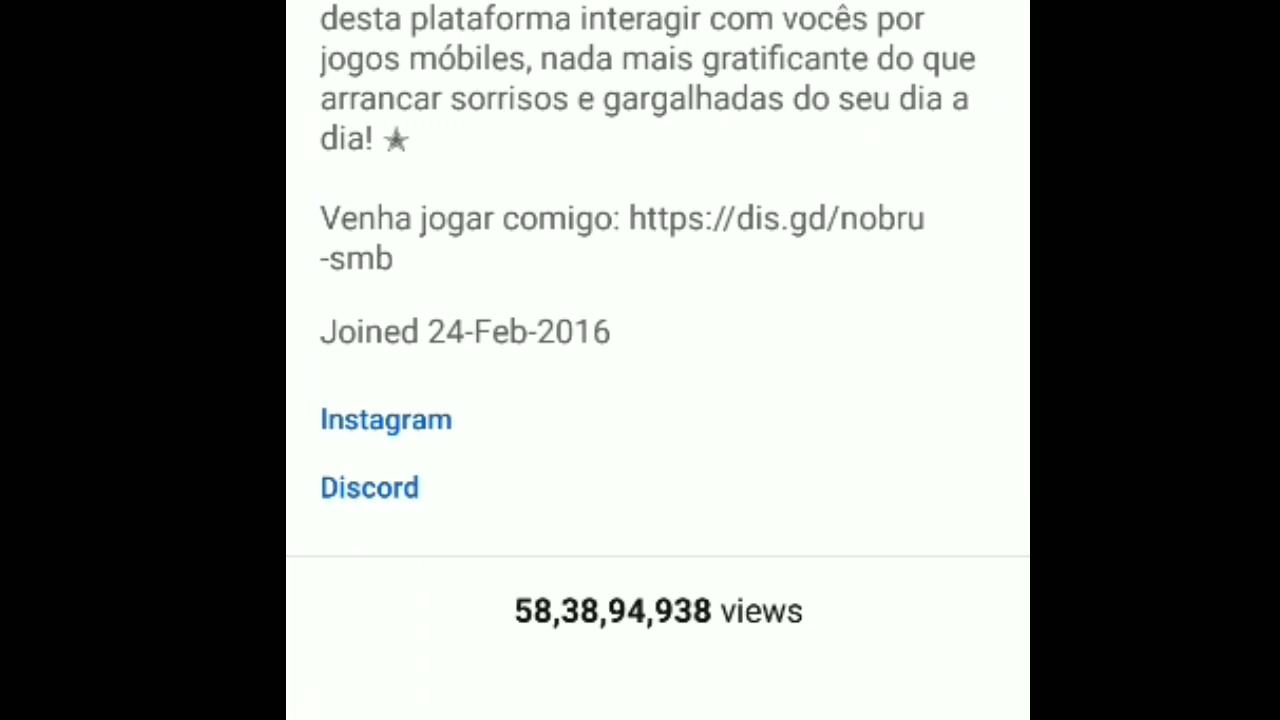 desta plataforma interagir com vocês por
jogos móbiles, nada mais gratificante do que
arrancar sorrisos e gargalhadas do seu dia a
dia! ★
Venha jogar comigo: https://dis.gd/nobru
-smb
Joined 24-Feb-2016
Instagram
Discord
58,38,94,938 views